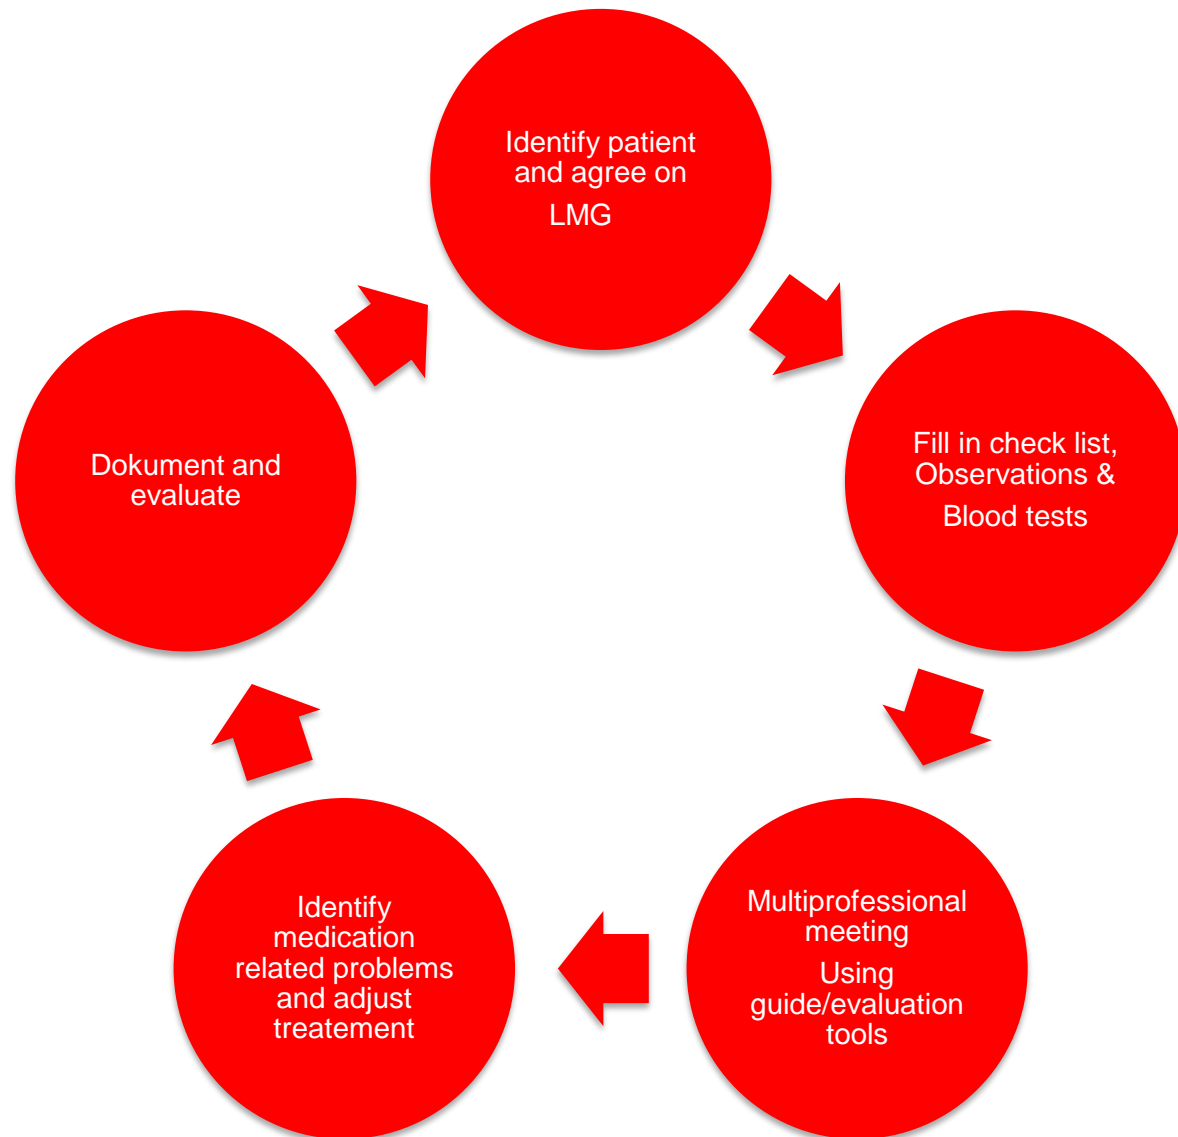 Identify patient
and agree on
LMG
Fill in check list,
Observations &
Blood tests
Multiprofessional
meeting
Using
guide/evaluation
tools
Identify
medication
related problems
and adjust
treatement
Dokument and
evaluate